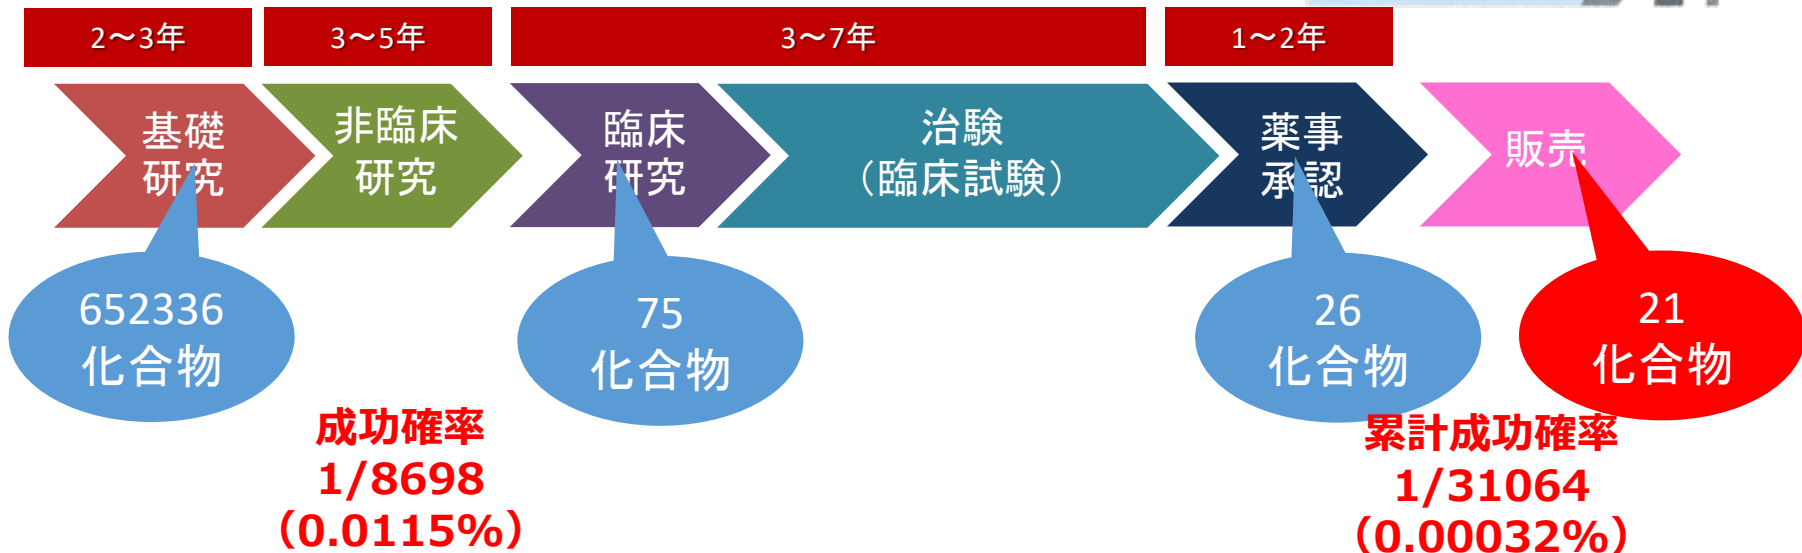 2～3年
3～5年
3～7年
1～2年
基礎
研究
非臨床
研究
臨床
研究
治験
（臨床試験）
薬事
承認
販売
652336
化合物
75
化合物
26
化合物
21
化合物
成功確率
1/8698
（0.0115%）
累計成功確率
1/31064
（0.00032%）